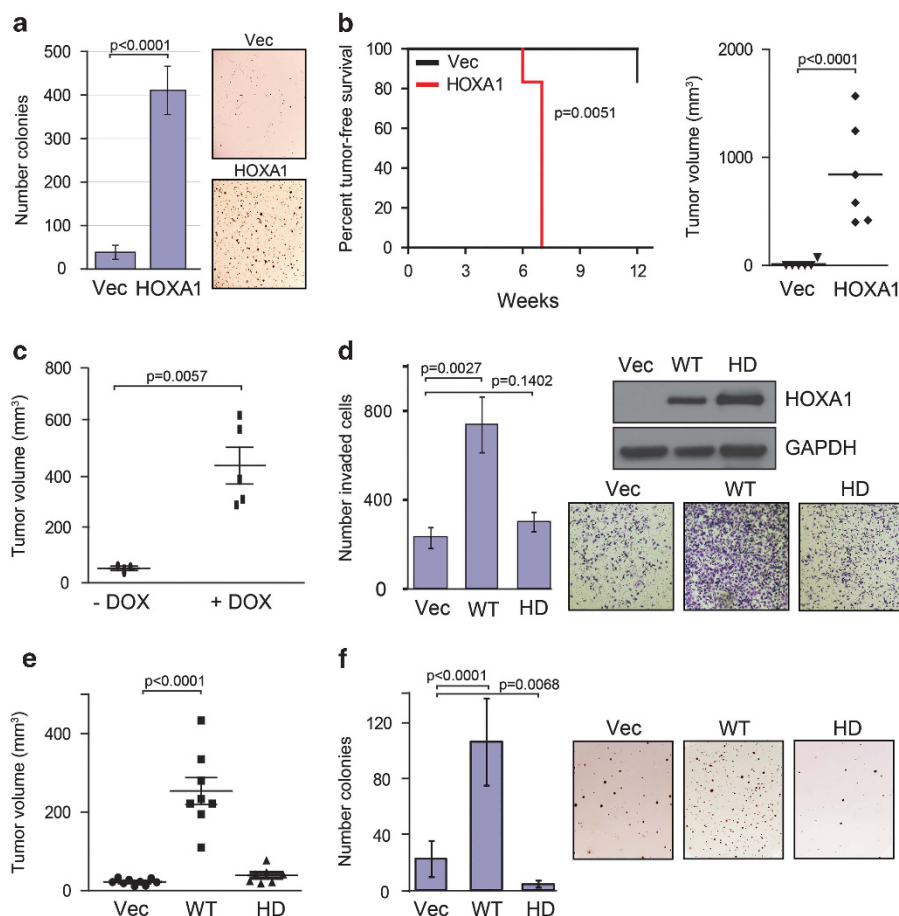 a
p<0.0001
500
400
300
200
100
0
Number colonies
Vec HOXA1
Vec
HOXA1
b
100
80
60
40
20
0
Percent tumor-free survival
Vec
HOXA1
p=0.0051
0 3 6 9 12
Weeks
2000
1000
0
Tumor volume (mm³)
p<0.0001
Vec HOXA1
c
800
600
400
200
0
Tumor volume (mm³)
p=0.0057
- DOX + DOX
d
p=0.0027
p=0.1402
800
400
0
Number invaded cells
Vec WT HD
Vec WT HD
HOXA1
GAPDH
Vec WT HD
e
p<0.0001
400
200
0
Tumor volume (mm³)
Vec WT HD
f
p<0.0001
p=0.0068
120
80
40
0
Number colonies
Vec WT HD
Vec WT HD